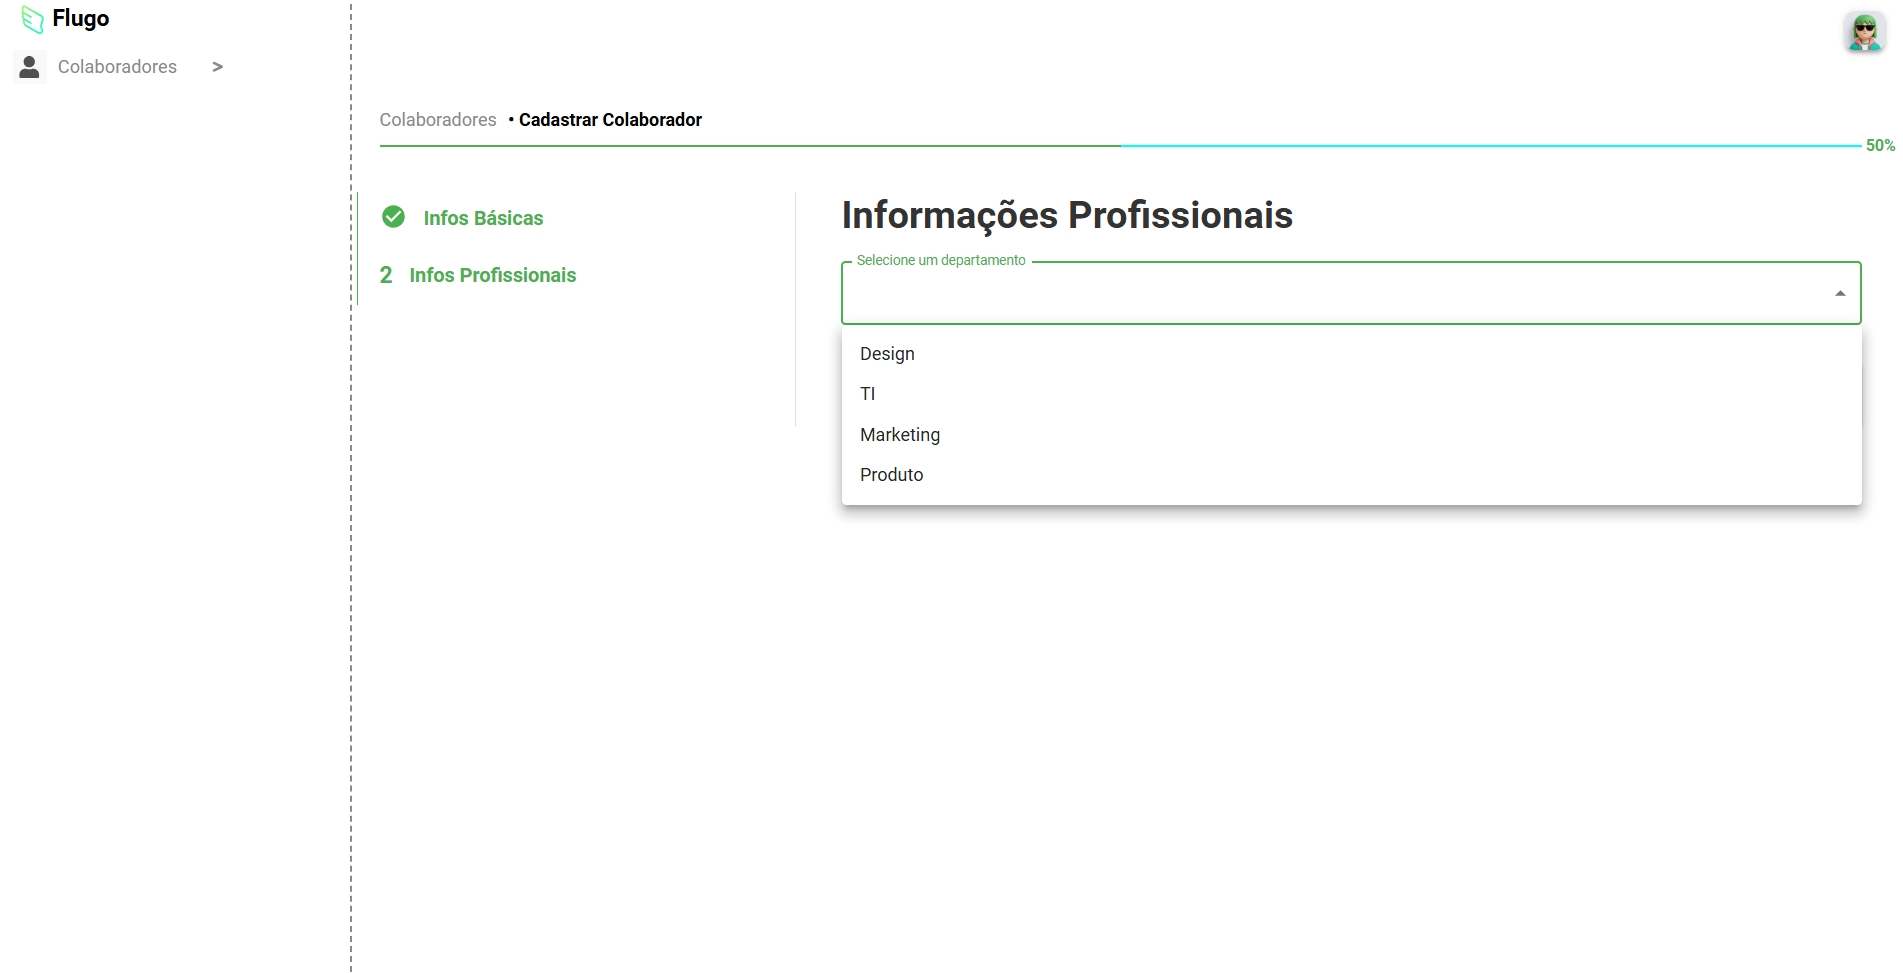 Flugo
Colaboradores >
Colaboradores • Cadastrar Colaborador
50%
Infos Básicas
2 Infos Profissionais
Informações Profissionais
Selecione um departamento
Design
TI
Marketing
Produto